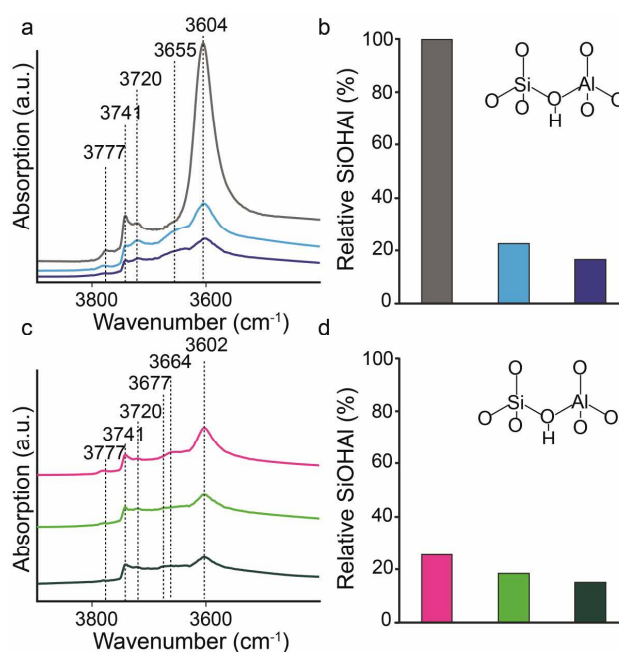 a
3604
3655
3720
3741
3777
Absorption (a.u.)
3800
3600
Wavenumber (cm⁻¹)
b
Relative SiOHAl (%)
100
80
60
40
20
0
O O
Si Al
O O O O
O
H
c
3602
3664
3677
3720
3741
3777
Absorption (a.u.)
3800
3600
Wavenumber (cm⁻¹)
d
Relative SiOHAl (%)
100
80
60
40
20
0
O O
Si Al
O O O O
O
H